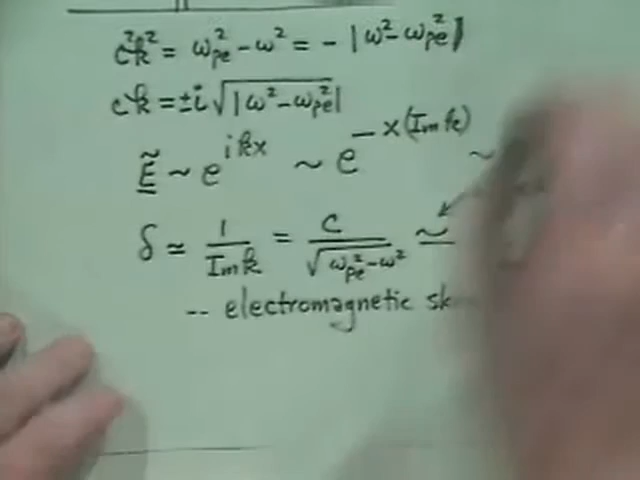 c²k² = ω²pe - ω² = - |ω² - ω²pe|
ck = ±i √|ω² - ω²pe|
Ẽ ~ e^{ikx} ~ e^{-x(Im k)} ~
δ ≃ 1/Im k = c/√(ω²pe - ω²) ≃
-- electromagnetic